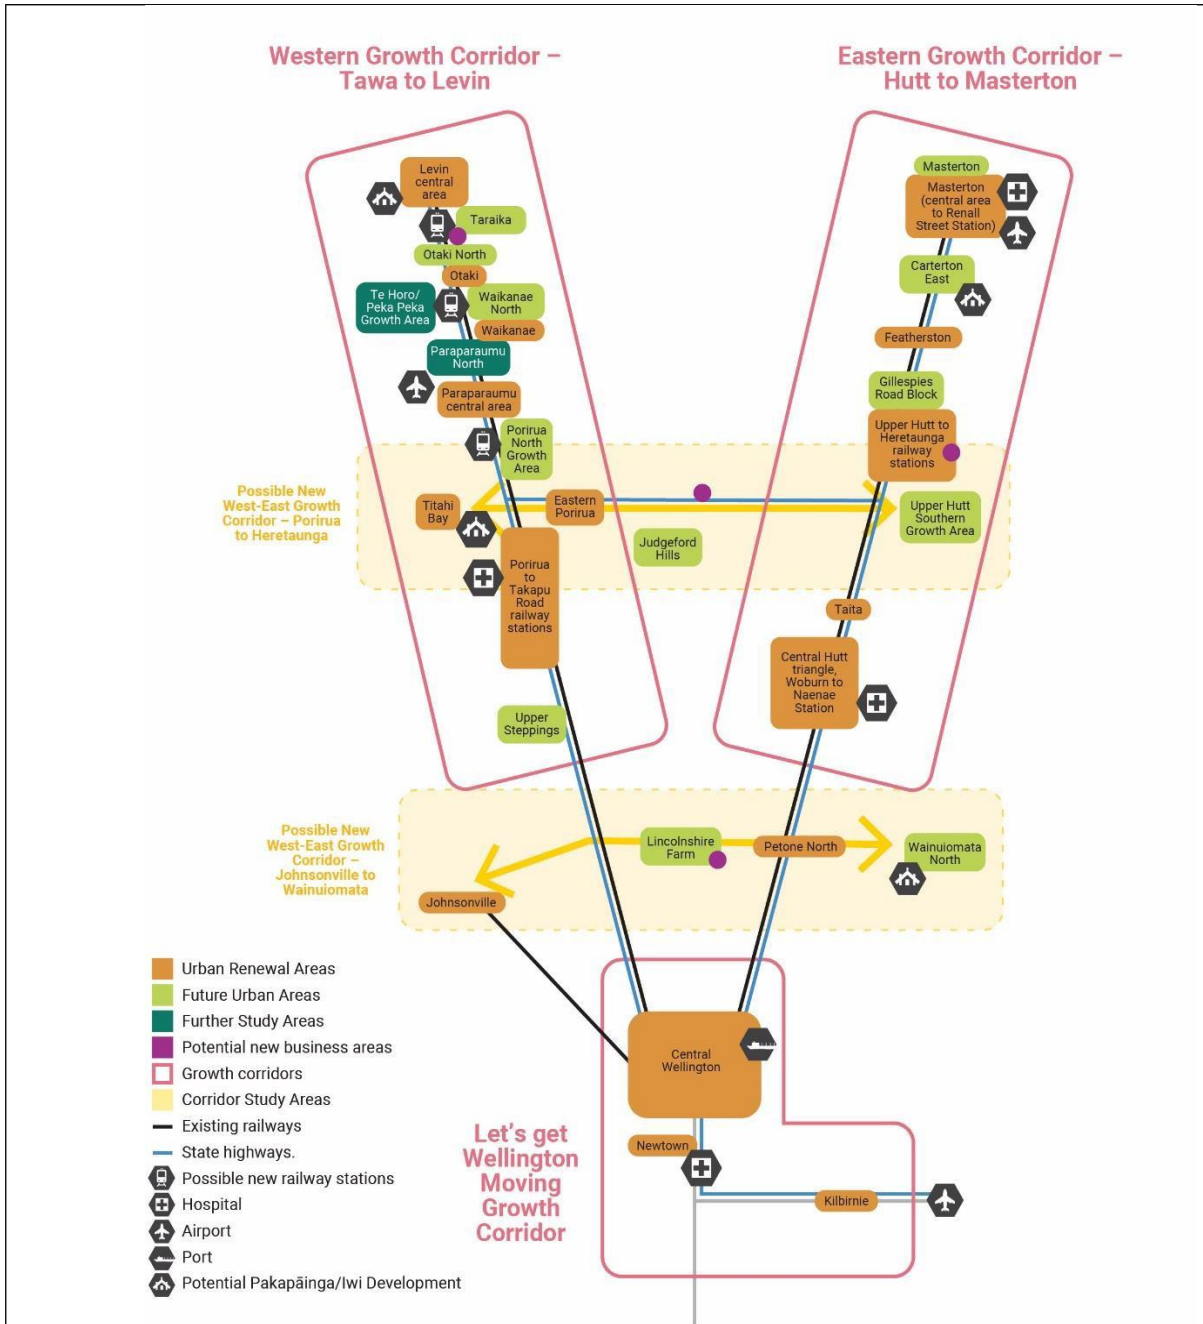 Western Growth Corridor –
Tawa to Levin
Eastern Growth Corridor –
Hutt to Masterton
Levin
central
area
Taraika
Otaki North
Otaki
Te Horo/
Peka Peka
Growth Area
Waikanae
North
Waikanae
Paraparaumu
North
Paraparaumu
central area
Porirua
North
Growth
Area
Masterton
Masterton
(central area
to Renall
Street Station)
Carterton
East
Featherston
Gillespies
Road Block
Upper Hutt to
Heretaunga
railway
stations
Possible New
West-East Growth
Corridor – Porirua
to Heretaunga
Titahi
Bay
Eastern
Porirua
Judgeford
Hills
Upper Hutt
Southern
Growth Area
Porirua
to
Takapu
Road
railway
stations
Taita
Central Hutt
triangle,
Woburn to
Naenae
Station
Upper
Steppings
Possible New
West-East Growth
Corridor –
Johnsonville to
Wainuiomata
Lincolnshire
Farm
Petone North
Wainuiomata
North
Johnsonville
Urban Renewal Areas
Future Urban Areas
Further Study Areas
Potential new business areas
Growth corridors
Corridor Study Areas
Existing railways
State highways.
Possible new railway stations
Hospital
Airport
Port
Potential Pakapāinga/Iwi Development
Central
Wellington
Let's get
Wellington
Moving
Growth
Corridor
Newtown
Kilbirnie